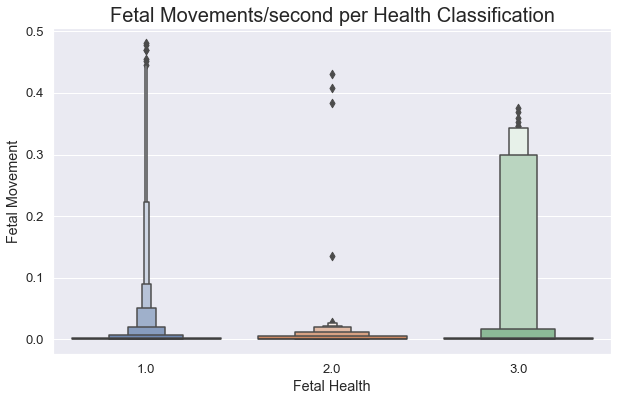 Fetal Movements/second per Health Classification
Fetal Movement
0.5
0.4
0.3
0.2
0.1
0.0
1.0 2.0 3.0
Fetal Health